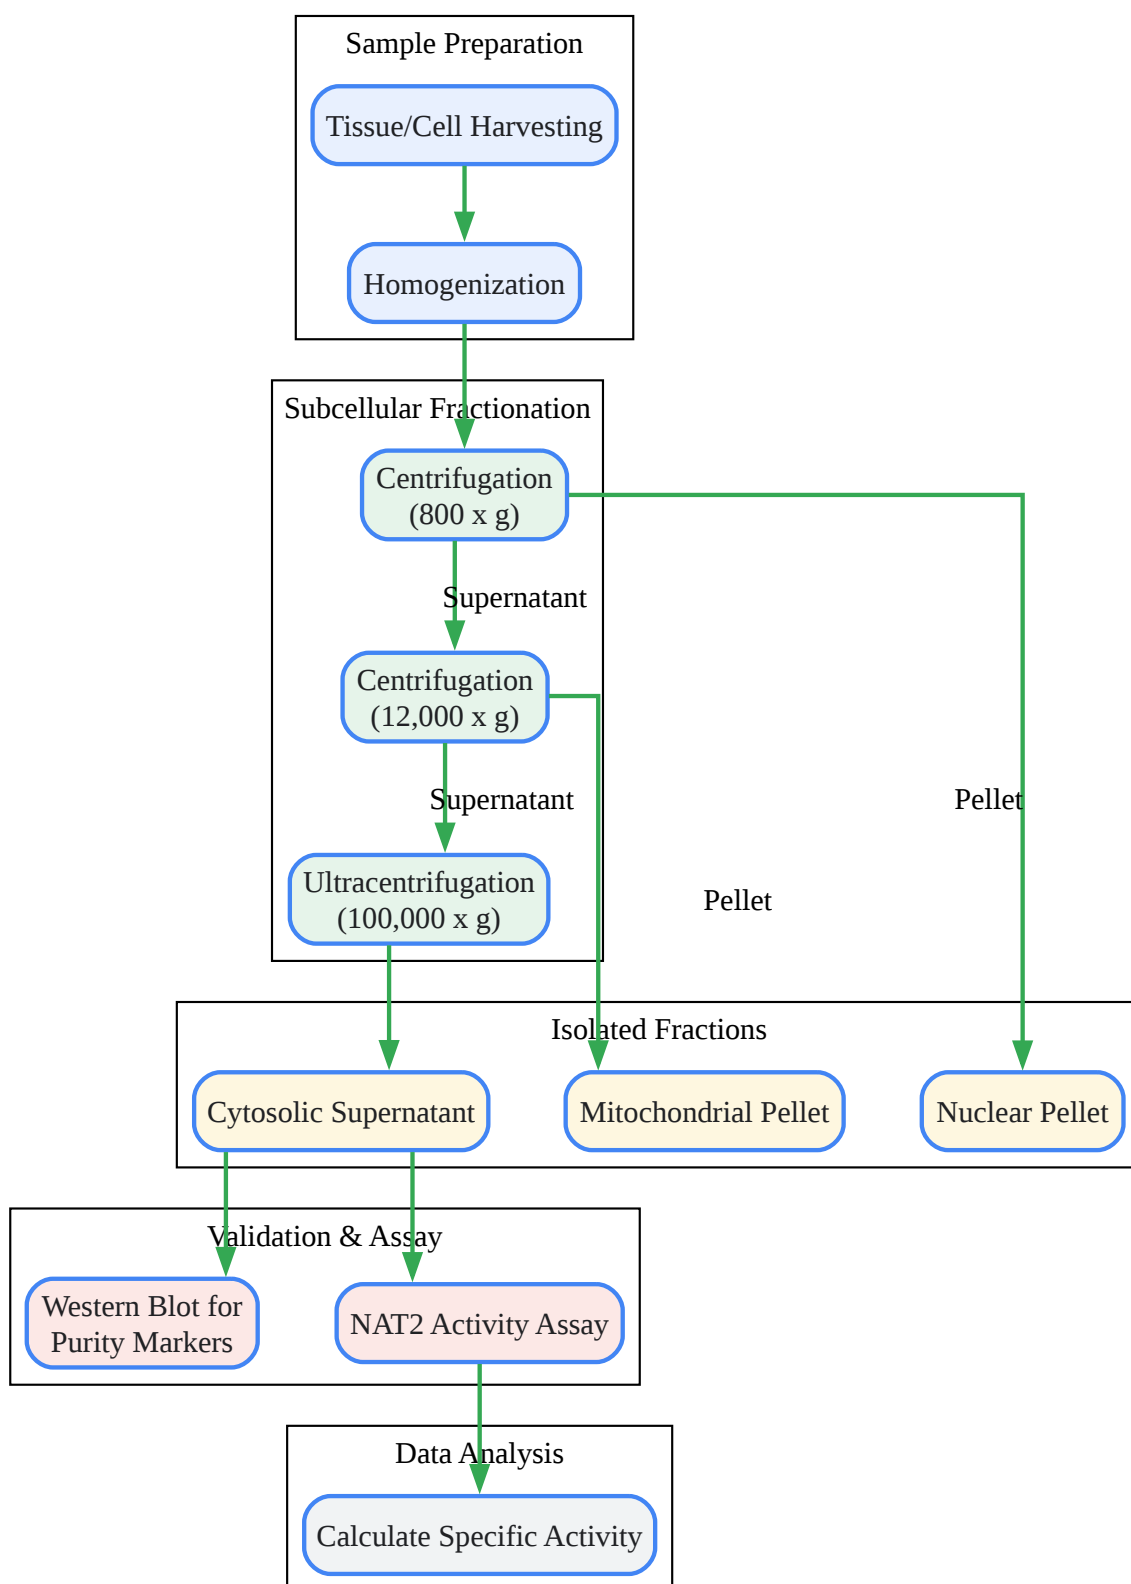 Sample Preparation
Tissue/Cell Harvesting
Homogenization
Subcellular Fractionation
Centrifugation
(800 x g)
Supernatant
Centrifugation
(12,000 x g)
Supernatant
Pellet
Ultracentrifugation
(100,000 x g)
Pellet
Isolated Fractions
Cytosolic Supernatant
Mitochondrial Pellet
Nuclear Pellet
Validation & Assay
Western Blot for
Purity Markers
NAT2 Activity Assay
Data Analysis
Calculate Specific Activity